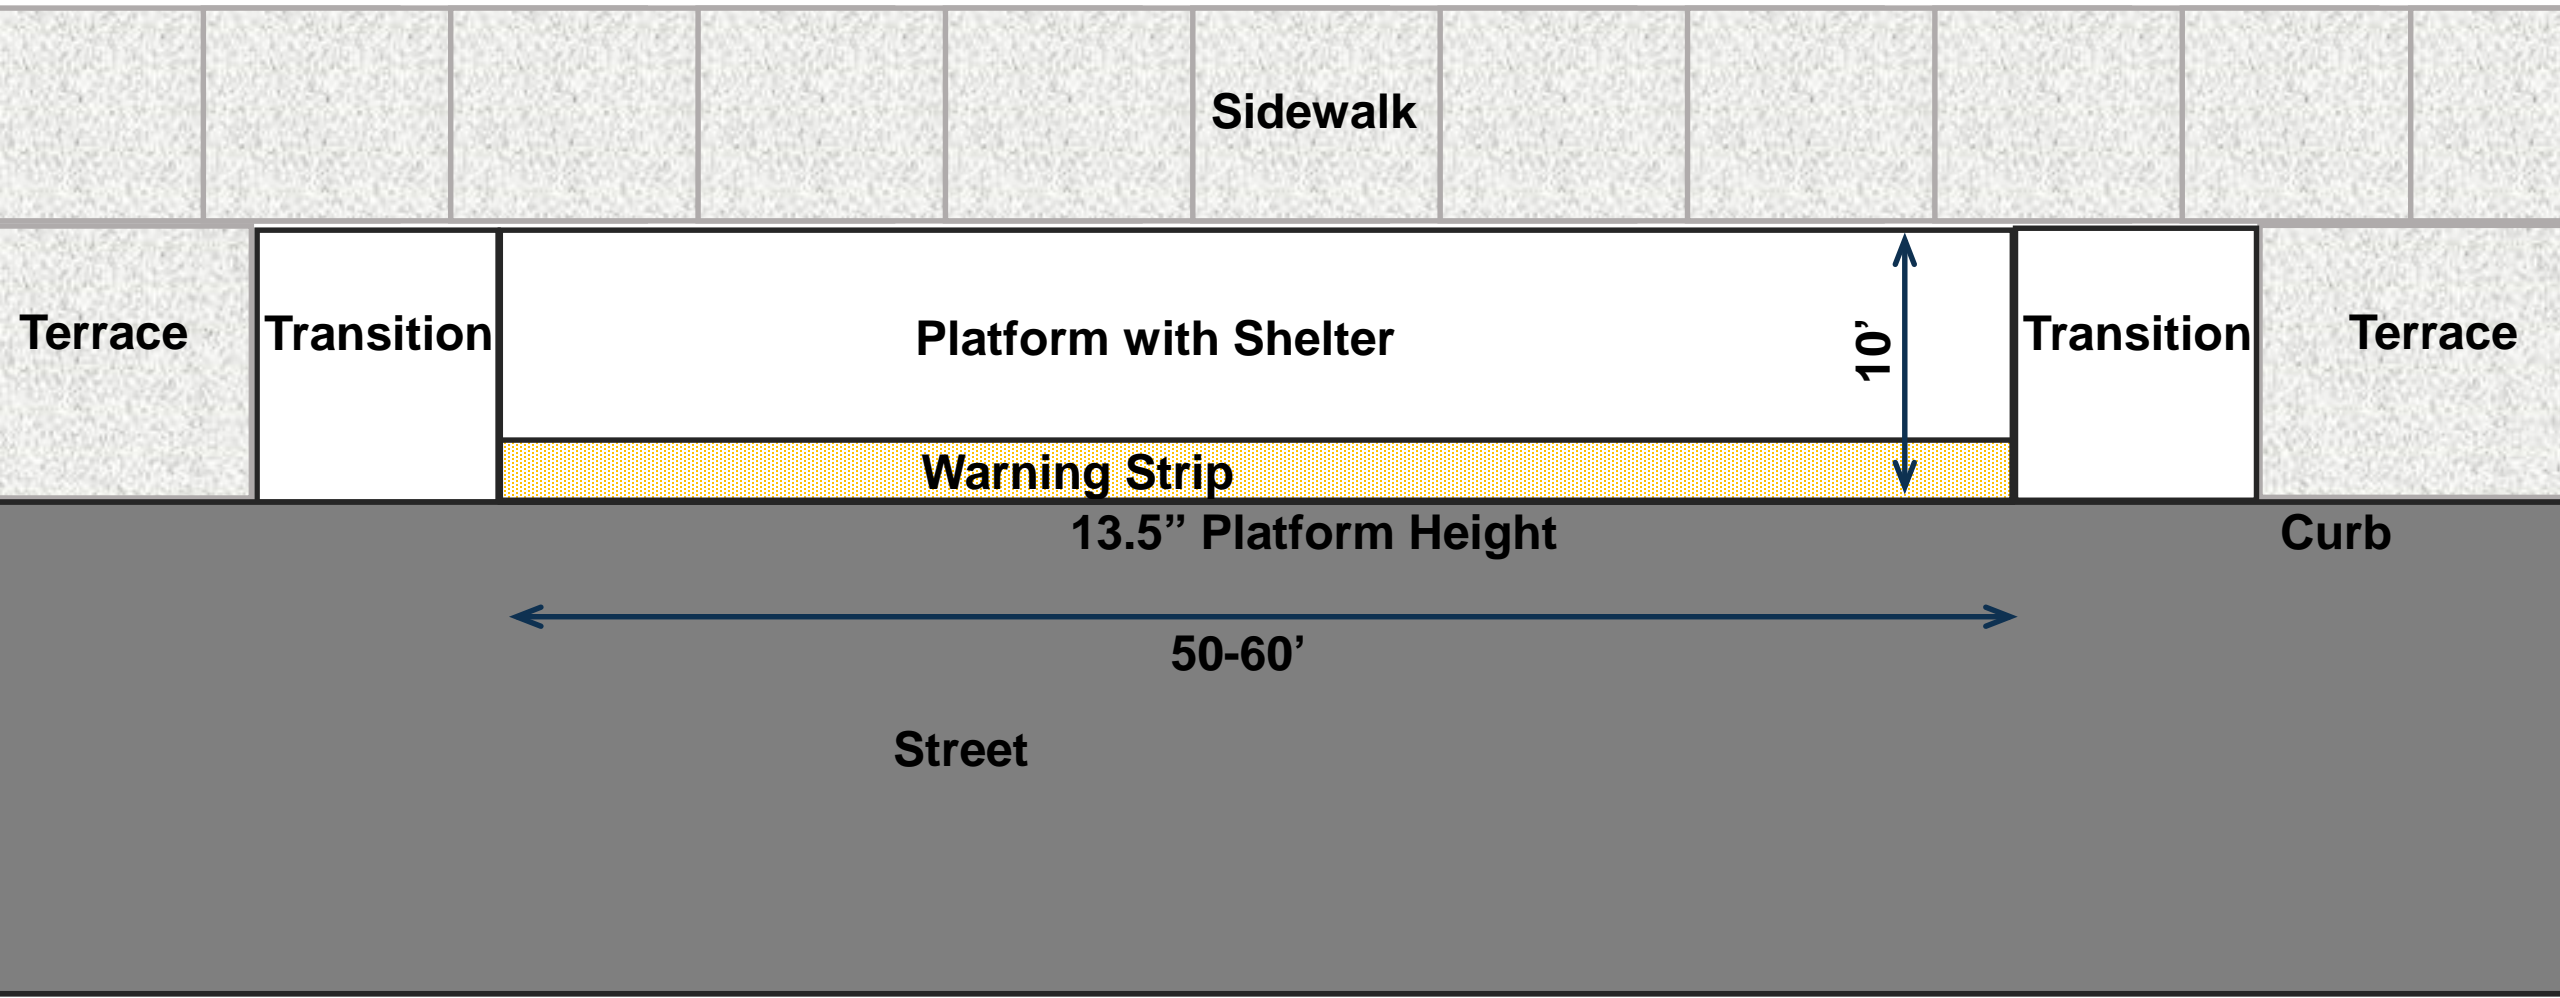 Sidewalk
Terrace
Transition
Platform with Shelter
10’
Transition
Terrace
Warning Strip
13.5” Platform Height
Curb
50-60’
Street